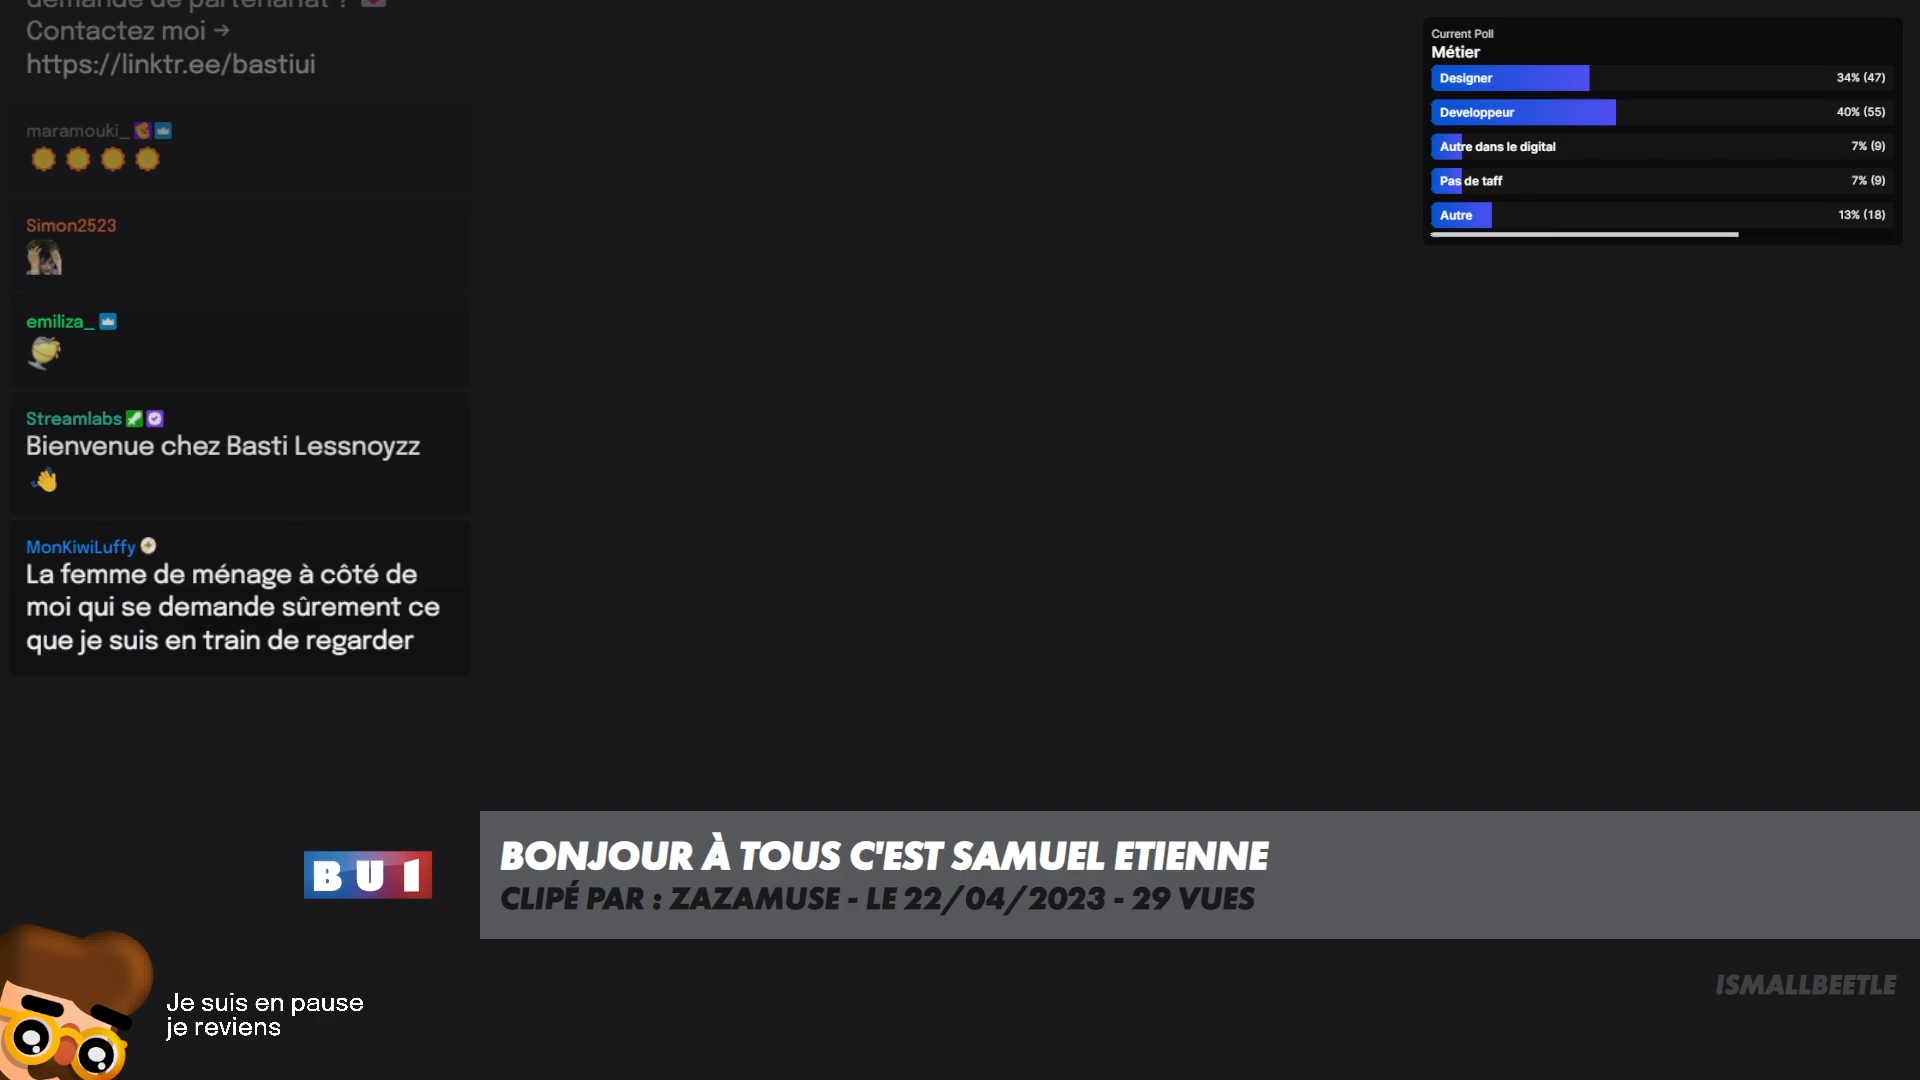 demande de partenariat ?
Contactez moi →
https://linktr.ee/bastiui
maramouki_
Simon2523
emiliza_
Streamlabs
Bienvenue chez Basti Lessnoyzz
MonKiwiLuffy
La femme de ménage à côté de
moi qui se demande sûrement ce
que je suis en train de regarder
Current Poll
Métier
Designer 34% (47)
Developpeur 40% (55)
Autre dans le digital 7% (9)
Pas de taff 7% (9)
Autre 13% (18)
BU1
BONJOUR À TOUS C'EST SAMUEL ETIENNE
CLIPÉ PAR : ZAZAMUSE - LE 22/04/2023 - 29 VUES
Je suis en pause
je reviens
ISMALLBEETLE